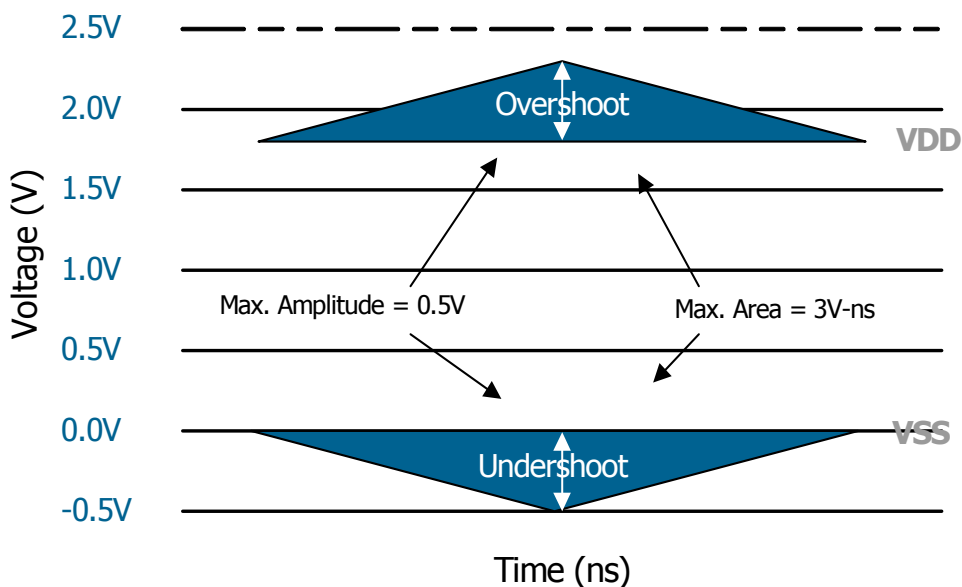 2.5V
Overshoot
2.0V
VDD
1.5V
Voltage (V)
1.0V
Max. Amplitude = 0.5V
Max. Area = 3V-ns
0.5V
0.0V
VSS
Undershoot
-0.5V
Time (ns)